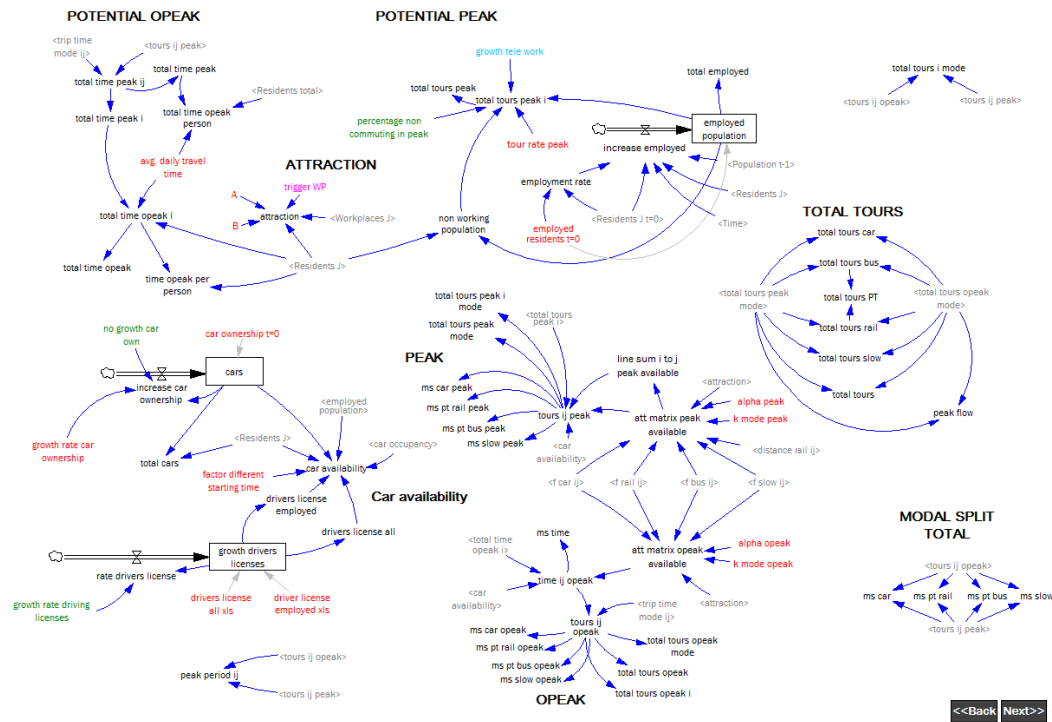 POTENTIAL OPEAK
POTENTIAL PEAK
<trip time
mode ij>
<tours ij peak>
total time peak
total time peak ij
<Residents total>
total time peak i
total time opeak
person
avg. daily travel
time
ATTRACTION
trigger WP
A
B
attraction
<Workplaces J>
total time opeak i
total time opeak
time opeak per
person
<Residents J>
growth tele work
total tours peak
total tours peak i
percentage non
commuting in peak
tour rate peak
total employed
employed
population
increase employed
<Population t-1>
employment rate
<Residents J>
<Residents J t=0>
<Time>
non working
population
employed
residents t=0
total tours i mode
<tours ij opeak>
<tours ij peak>
TOTAL TOURS
total tours car
total tours bus
<total tours peak
mode>
total tours PT
<total tours opeak
mode>
total tours rail
total tours slow
total tours
peak flow
no growth car
own
car ownership t=0
cars
increase car
ownership
growth rate car
ownership
<employed
population>
<Residents J>
<car occupancy>
total cars
car availability
factor different
starting time
Car availability
drivers license
employed
drivers license all
growth drivers
licenses
rate drivers license
growth rate driving
licenses
drivers license
all xls
driver license
employed xls
<tours ij opeak>
peak period ij
<tours ij peak>
total tours peak i
mode
<total tours
peak i>
total tours peak
mode
PEAK
line sum i to j
peak available
<attraction>
ms car peak
ms pt rail peak
ms pt bus peak
ms slow peak
tours ij peak
att matrix peak
available
alpha peak
k mode peak
<car
availability>
<distance rail ij>
<f car ij>
<f rail ij>
<f bus ij>
<f slow ij>
ms time
<total time
opeak i>
att matrix opeak
available
alpha opeak
k mode opeak
time ij opeak
<car
availability>
<attraction>
<trip time
mode ij>
tours ij
opeak
ms car opeak
ms pt rail opeak
ms pt bus opeak
ms slow opeak
total tours opeak
mode
total tours opeak
total tours opeak i
OPEAK
MODAL SPLIT
TOTAL
<tours ij opeak>
ms car
ms pt rail
ms pt bus
ms slow
<tours ij peak>
<<Back
Next>>